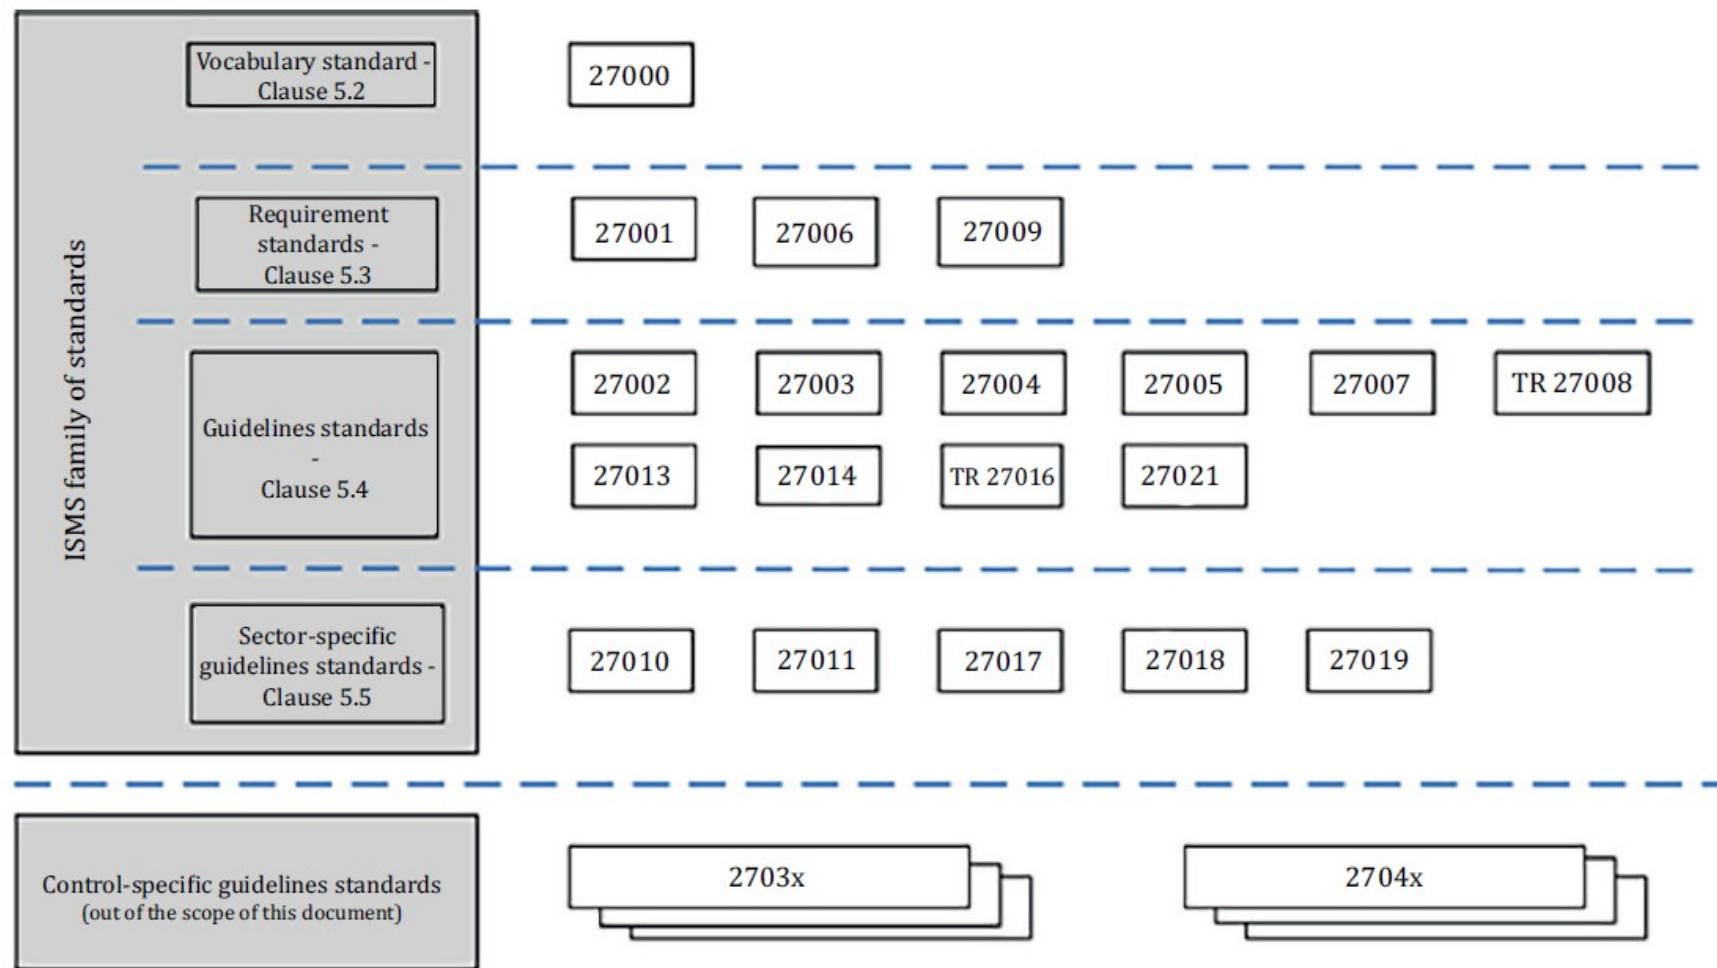 ISMS family of standards
Vocabulary standard -
Clause 5.2
27000
Requirement
standards -
Clause 5.3
27001
27006
27009
Guidelines standards
-
Clause 5.4
27002
27003
27004
27005
27007
TR 27008
27013
27014
TR 27016
27021
Sector-specific
guidelines standards -
Clause 5.5
27010
27011
27017
27018
27019
Control-specific guidelines standards
(out of the scope of this document)
2703x
2704x